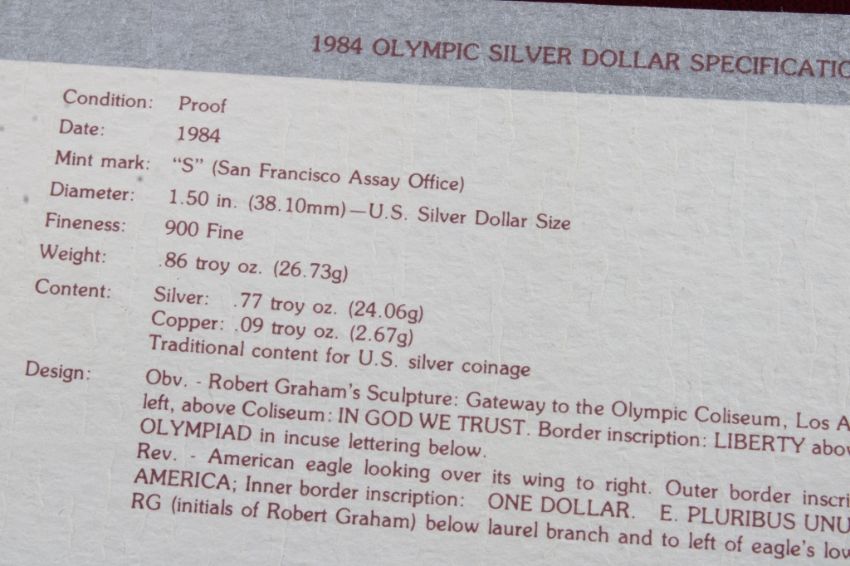 1984 OLYMPIC SILVER DOLLAR
Condition: Proof
Date: 1984
Mint mark: “S” (San Francisco Assay Office)
Diameter: 1.50 in. (38.10mm)—U.S. Silver Dollar Size
Fineness: 900 Fine
Weight: .86 troy oz. (26.73g)
Content: Silver: .77 troy oz. (24.06g)
Copper: .09 troy oz. (2.67g)
Traditional content for U.S. silver coinage
Design: Obv. - Robert Graham's Sculpture: Gateway to the Olympic Coliseum, Los
left, above Coliseum: IN GOD WE TRUST. Border inscription: LIBERTY
OLYMPIAD in incuse lettering below.
Rev. - American eagle looking over its wing to right. Outer border
AMERICA; Inner border inscription: ONE DOLLAR. E. PLURIBUS
RG (initials of Robert Graham) below laurel branch and to left of eagle's